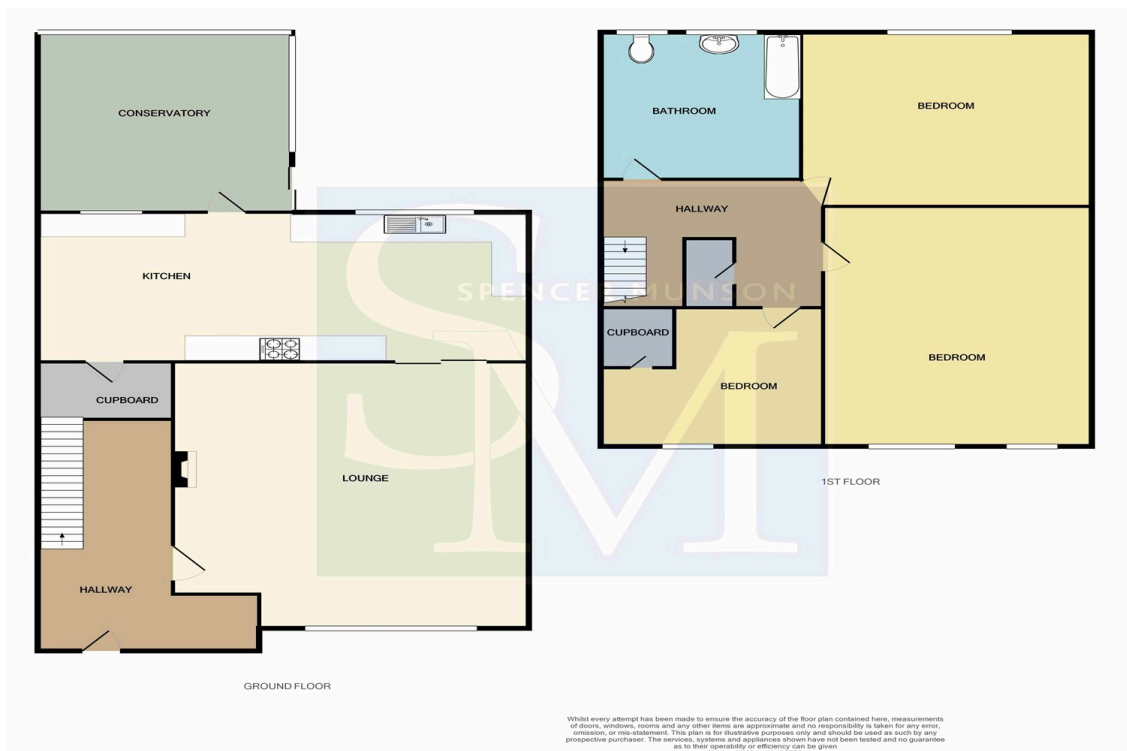 CONSERVATORY
KITCHEN
CUPBOARD
LOUNGE
HALLWAY
GROUND FLOOR
BATHROOM
BEDROOM
HALLWAY
CUPBOARD
BEDROOM
BEDROOM
1ST FLOOR
SM
SPENCER MUNSON
Whilst every attempt has been made to ensure the accuracy of the floor plan contained here, measurements
of doors, windows, rooms and any other items are approximate and no responsibility is taken for any error,
omission, or mis-statement. This plan is for illustrative purposes only and should be used as such by any
prospective purchaser. The services, systems and appliances shown have not been tested and no guarantee
as to their operability or efficiency can be given